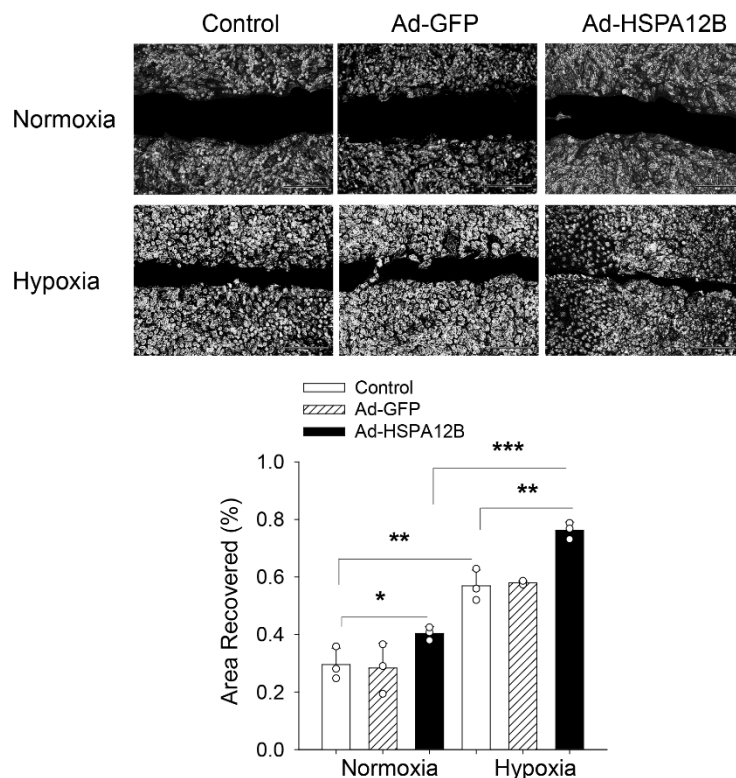 Control Ad-GFP Ad-HSPA12B
Normoxia
Hypoxia
Control
Ad-GFP
Ad-HSPA12B
Area Recovered (%)
1.0
0.8
0.6
0.4
0.2
0.0
***
**
**
*
Normoxia Hypoxia